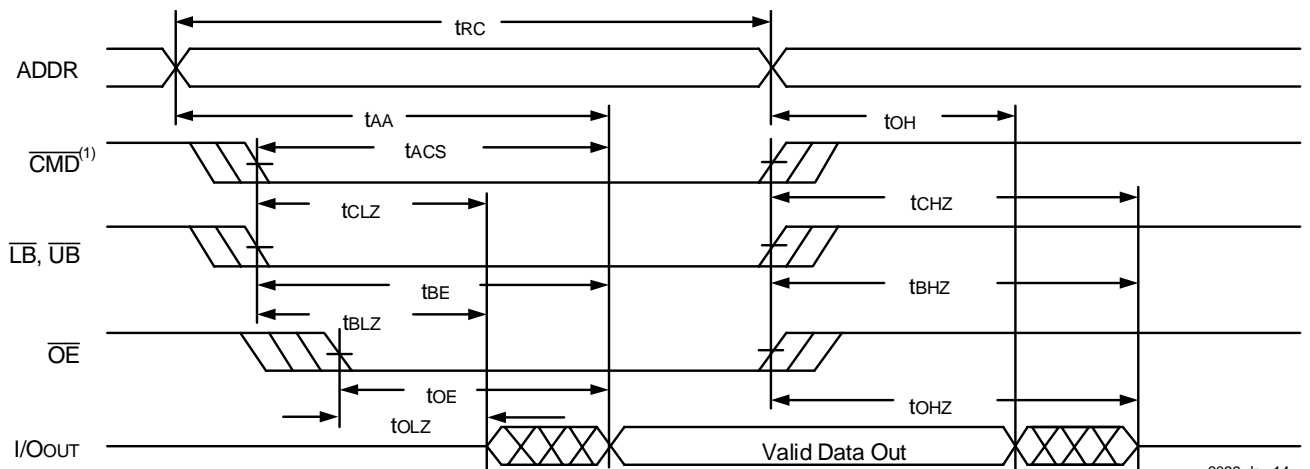 tRC
ADDR
tAA
tOH
CMD(1)
tACS
tCLZ
tCHZ
LB, UB
tBE
tBHZ
tBLZ
OE
tOE
tOLZ
tOHZ
I/OOUT
Valid Data Out